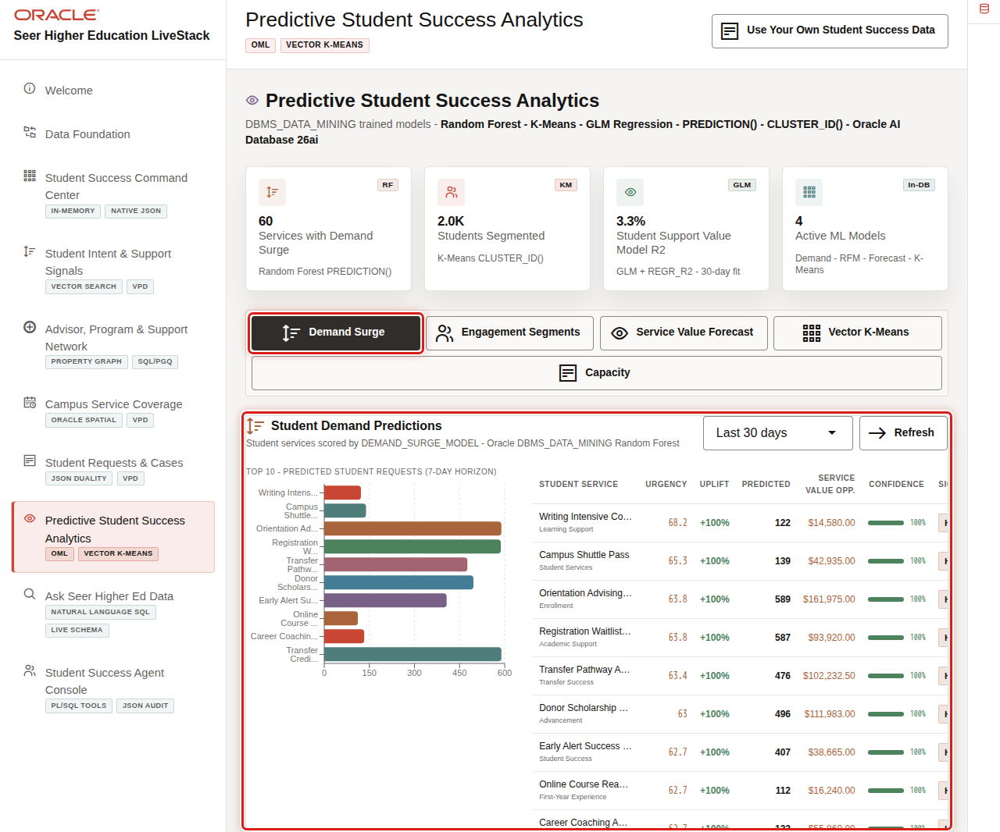 ORACLE
Seer Higher Education LiveStack
Welcome
Data Foundation
Student Success Command
Center
IN-MEMORY NATIVE JSON
Student Intent & Support
Signals
VECTOR SEARCH VPD
Advisor, Program & Support
Network
PROPERTY GRAPH SQL/PGQ
Campus Service Coverage
ORACLE SPATIAL VPD
Student Requests & Cases
JSON DUALITY VPD
Predictive Student Success
Analytics
OML VECTOR K-MEANS
Ask Seer Higher Ed Data
NATURAL LANGUAGE SQL
LIVE SCHEMA
Student Success Agent
Console
PL/SQL TOOLS JSON AUDIT
Predictive Student Success Analytics
OML VECTOR K-MEANS
Use Your Own Student Success Data
Predictive Student Success Analytics
DBMS_DATA_MINING trained models - Random Forest - K-Means - GLM Regression - PREDICTION() - CLUSTER_ID() - Oracle AI
Database 26ai
RF
60
Services with Demand
Surge
Random Forest PREDICTION()
KM
2.0K
Students Segmented
K-Means CLUSTER_ID()
GLM
3.3%
Student Support Value
Model R2
GLM + REGR_R2 - 30-day fit
In-DB
4
Active ML Models
Demand - RFM - Forecast - K-
Means
Demand Surge Engagement Segments Service Value Forecast Vector K-Means
Capacity
Student Demand Predictions
Student services scored by DEMAND_SURGE_MODEL - Oracle DBMS_DATA_MINING Random Forest
Last 30 days
Refresh
TOP 10 - PREDICTED STUDENT REQUESTS (7-DAY HORIZON)
Writing Intens...
Campus
Shuttle...
Orientation Ad...
Registration
W...
Transfer
Pathw...
Donor
Scholars...
Early Alert Su...
Online
Course ...
Career Coachin...
Transfer
Credi...
0 150 300 450 600
STUDENT SERVICE URGENCY UPLIFT PREDICTED SERVICE VALUE OPP. CONFIDENCE
Writing Intensive Co... 68.2 +100% 122 $14,580.00 100%
Learning Support
Campus Shuttle Pass 65.3 +100% 139 $42,935.00 100%
Student Services
Orientation Advising... 63.8 +100% 589 $161,975.00 100%
Enrollment
Registration Waitlist... 63.8 +100% 587 $93,920.00 100%
Academic Support
Transfer Pathway A... 63.4 +100% 476 $102,232.50 100%
Transfer Success
Donor Scholarship ... 63 +100% 496 $111,983.00 100%
Advancement
Early Alert Success ... 62.7 +100% 407 $38,665.00 100%
Student Success
Online Course Rea... 62.7 +100% 112 $16,240.00 100%
First-Year Experience
Career Coaching A... 62.7 +100% 133 $55,860.00 100%